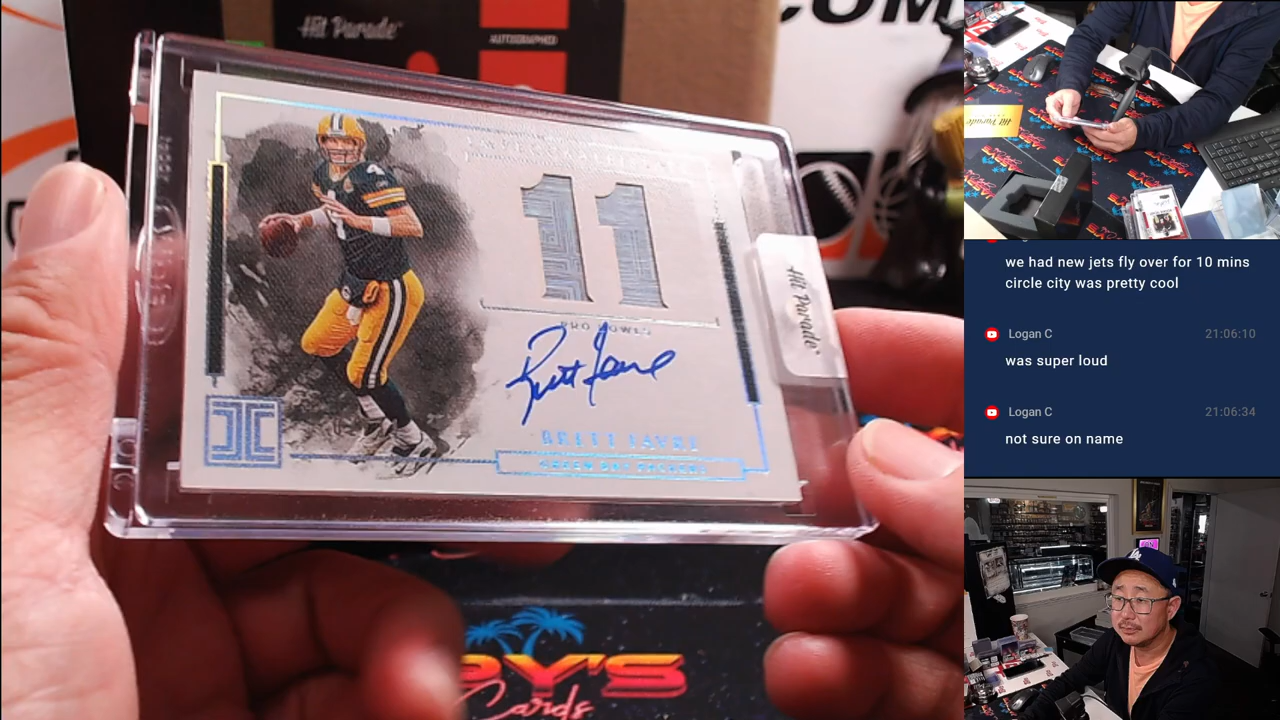 Hit Parade
AUTOGRAPHED
COM
11
PRO BOWLS
Brett Favre
BRETT FAVRE
GREEN BAY PACKERS
Hit Parade
Cards
we had new jets fly over for 10 mins
circle city was pretty cool
Logan C 21:06:10
was super loud
Logan C 21:06:34
not sure on name